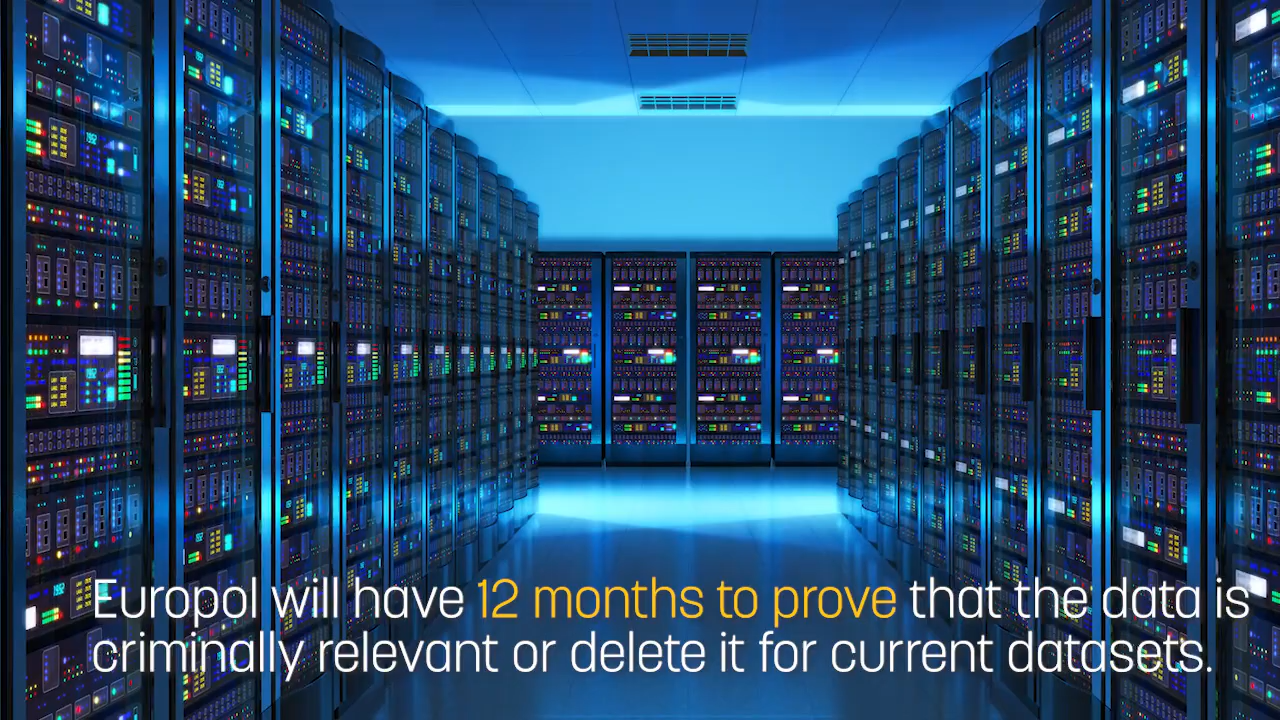 Europol will have 12 months to prove that the data is
criminally relevant or delete it for current datasets.